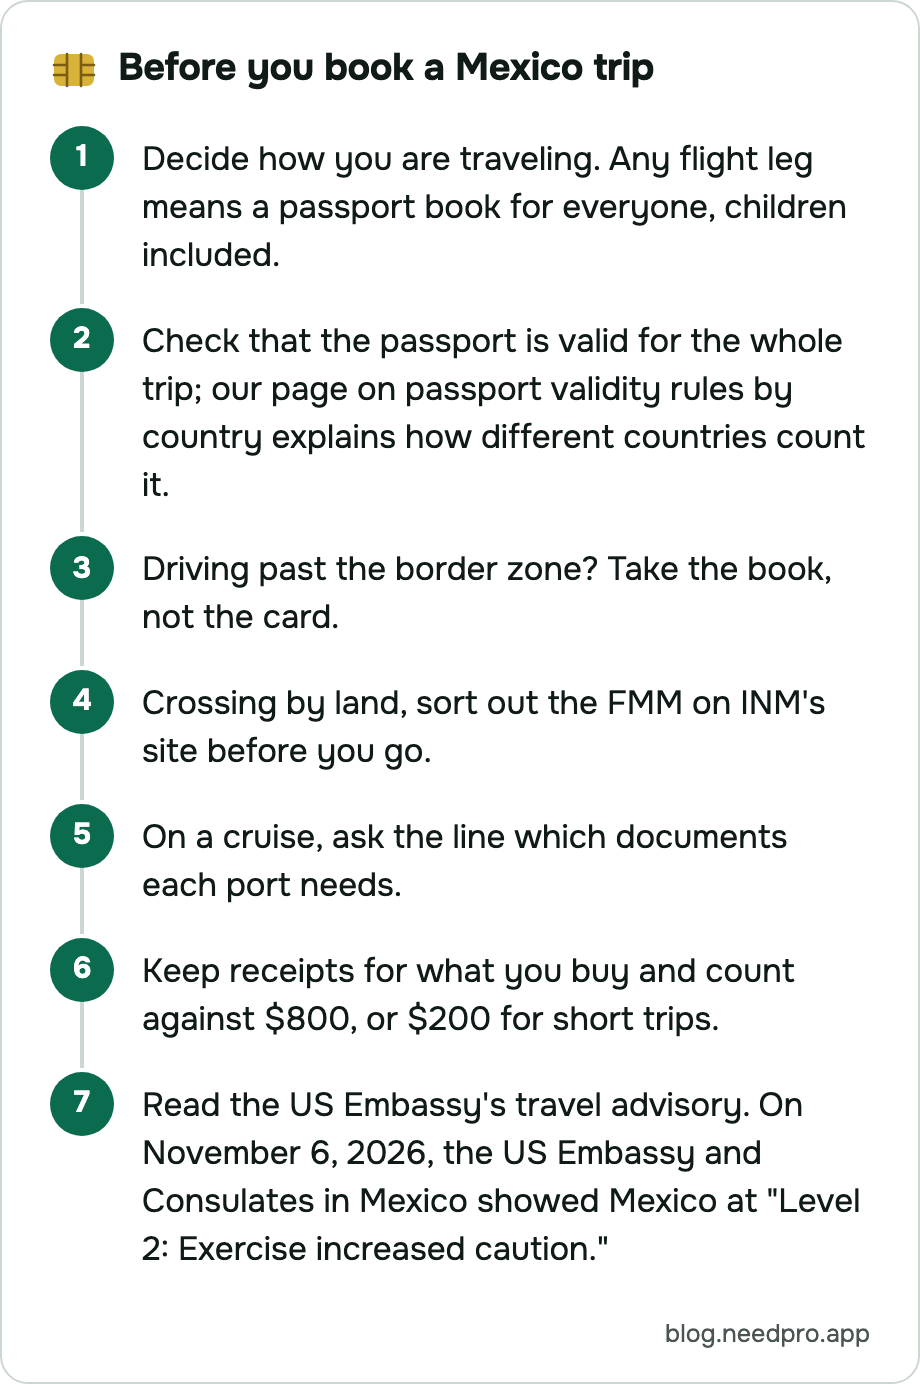 Before you book a Mexico trip
1
Decide how you are traveling. Any flight leg
means a passport book for everyone, children
included.
2
Check that the passport is valid for the whole
trip; our page on passport validity rules by
country explains how different countries count
it.
3
Driving past the border zone? Take the book,
not the card.
4
Crossing by land, sort out the FMM on INM's
site before you go.
5
On a cruise, ask the line which documents
each port needs.
6
Keep receipts for what you buy and count
against $800, or $200 for short trips.
7
Read the US Embassy's travel advisory. On
November 6, 2026, the US Embassy and
Consulates in Mexico showed Mexico at "Level
2: Exercise increased caution."
blog.needpro.app